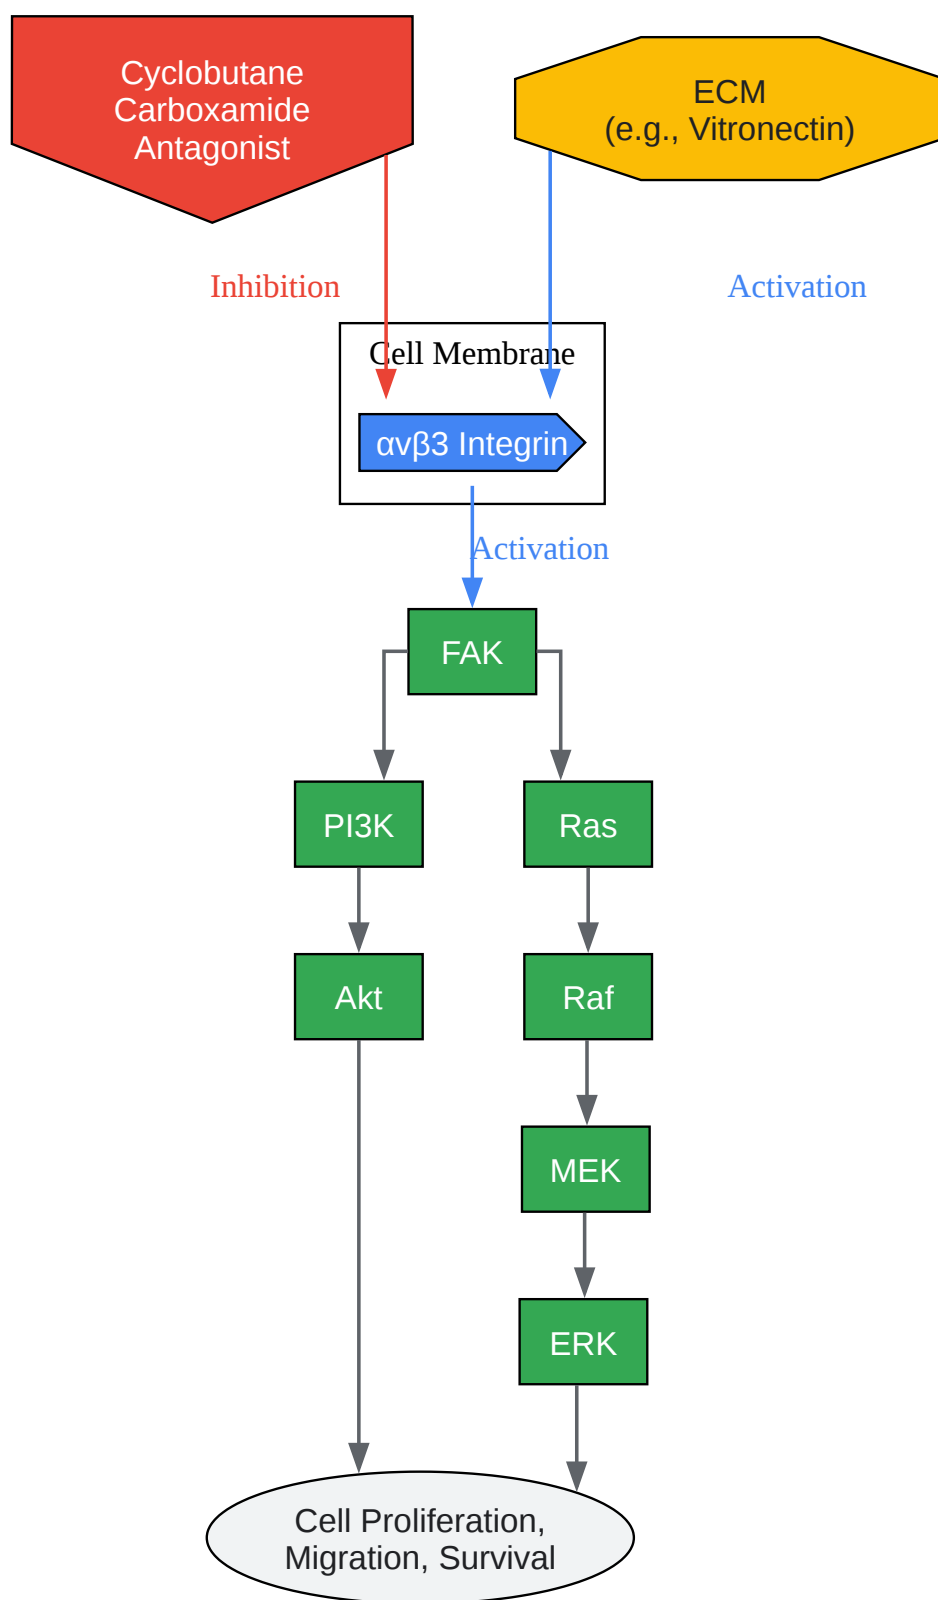 Cyclobutane
Carboxamide
Antagonist
ECM
(e.g., Vitronectin)
Inhibition
Activation
Cell Membrane
αvβ3 Integrin
Activation
FAK
PI3K
Ras
Akt
Raf
MEK
ERK
Cell Proliferation,
Migration, Survival